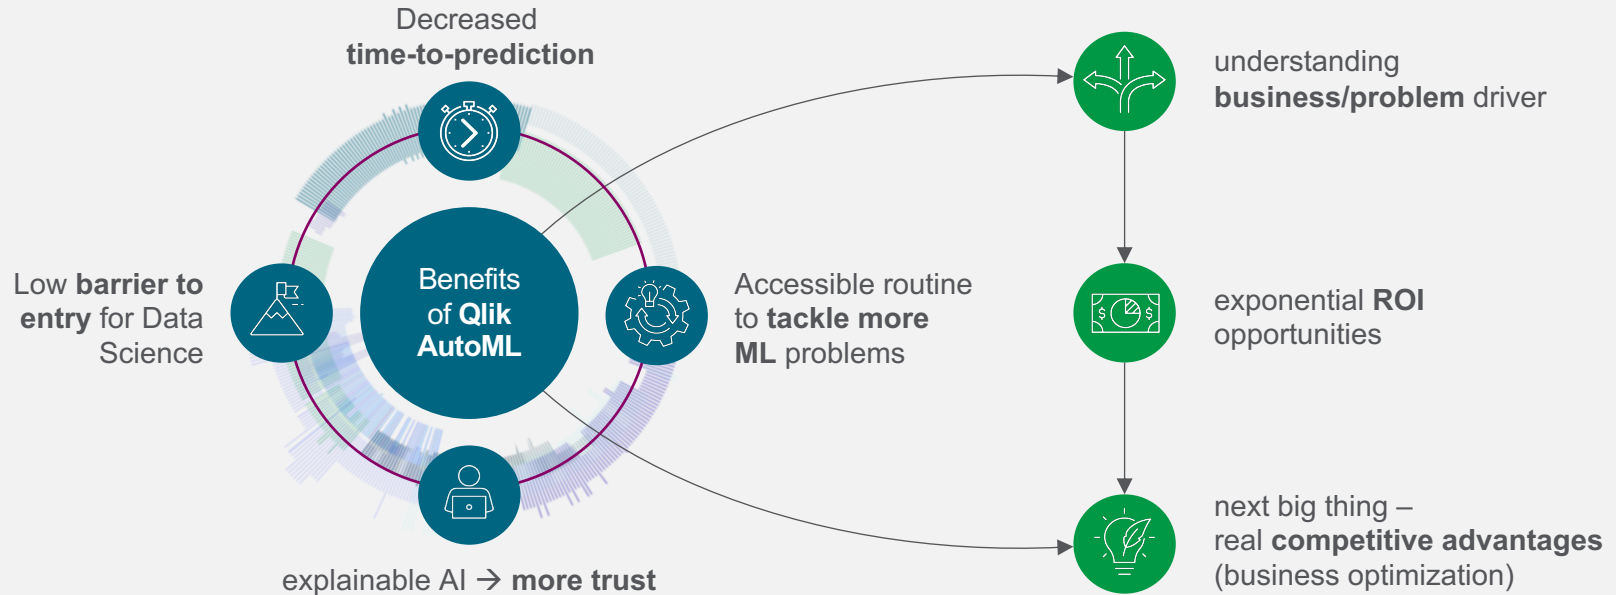 Decreased
time-to-prediction
Low barrier to
entry for Data
Science
Benefits
of Qlik
AutoML
Accessible routine
to tackle more
ML problems
explainable AI → more trust
understanding
business/problem driver
$ $
exponential ROI
opportunities
next big thing –
real competitive advantages
(business optimization)